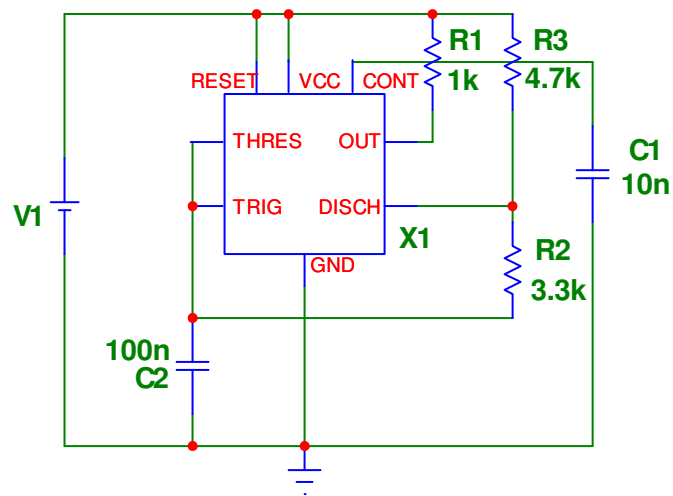 R1
R3
RESET
VCC
CONT
1k
4.7k
THRES
OUT
C1
10n
V1
TRIG
DISCH
X1
R2
GND
3.3k
100n
C2